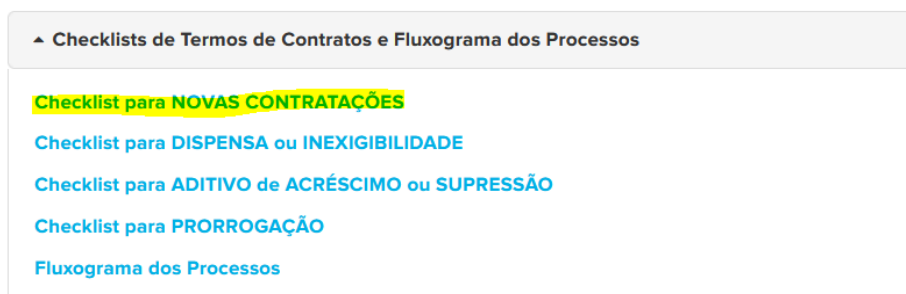 Checklists de Termos de Contratos e Fluxograma dos Processos
Checklist para NOVAS CONTRATAÇÕES
Checklist para DISPENSA ou INEXIGIBILIDADE
Checklist para ADITIVO de ACRÉSCIMO ou SUPRESSÃO
Checklist para PRORROGAÇÃO
Fluxograma dos Processos